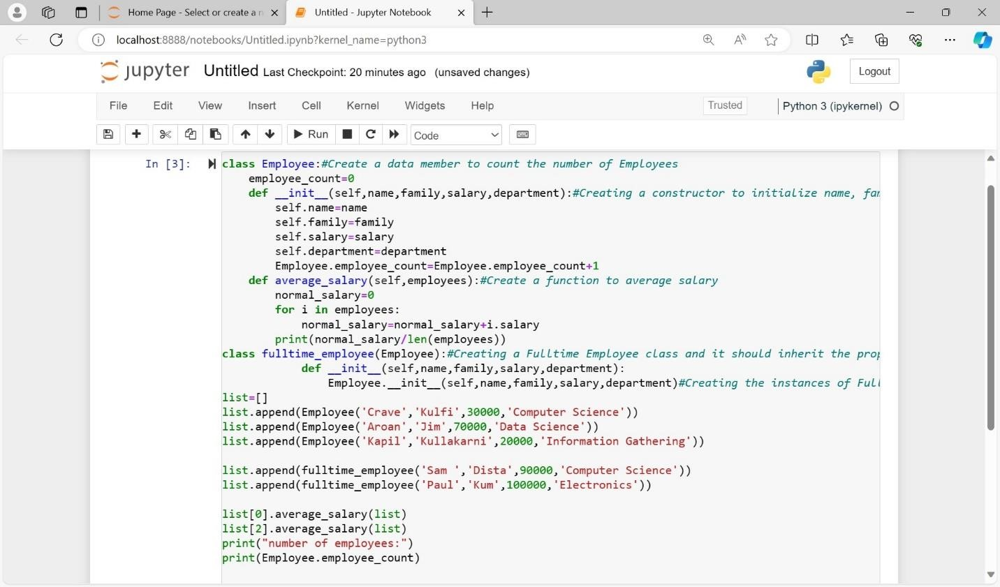 Home Page - Select or create a n
Untitled - Jupyter Notebook
localhost:8888/notebooks/Untitled.ipynb?kernel_name=python3
jupyter Untitled Last Checkpoint: 20 minutes ago (unsaved changes)
Logout
File Edit View Insert Cell Kernel Widgets Help
Trusted
Python 3 (ipykernel)
Run
Code
In [3]:
class Employee:#Create a data member to count the number of Employees
    employee_count=0
    def __init__(self,name,family,salary,department):#Creating a constructor to initialize name, fam
        self.name=name
        self.family=family
        self.salary=salary
        self.department=department
        Employee.employee_count=Employee.employee_count+1
    def average_salary(self,employees):#Create a function to average salary
        normal_salary=0
        for i in employees:
            normal_salary=normal_salary+i.salary
        print(normal_salary/len(employees))
class fulltime_employee(Employee):#Creating a Fulltime Employee class and it should inherit the prop
            def __init__(self,name,family,salary,department):
                Employee.__init__(self,name,family,salary,department)#Creating the instances of Full
list=[]
list.append(Employee('Crave','Kulfi',30000,'Computer Science'))
list.append(Employee('Aroan','Jim',70000,'Data Science'))
list.append(Employee('Kapil','Kullakarni',20000,'Information Gathering'))
list.append(fulltime_employee('Sam ','Dista',90000,'Computer Science'))
list.append(fulltime_employee('Paul','Kum',100000,'Electronics'))
list[0].average_salary(list)
list[2].average_salary(list)
print("number of employees:")
print(Employee.employee_count)